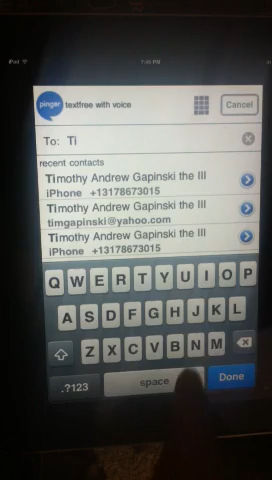 iPad 7:46 PM
pinger textfree with voice Cancel
To: Ti
recent contacts
Timothy Andrew Gapinski the III
iPhone +13178673015
Timothy Andrew Gapinski the III
timgapinski@yahoo.com
Timothy Andrew Gapinski the III
iPhone +13178673015
Q W E R T Y U I O P
A S D F G H J K L
Z X C V B N M
.?123 space Done